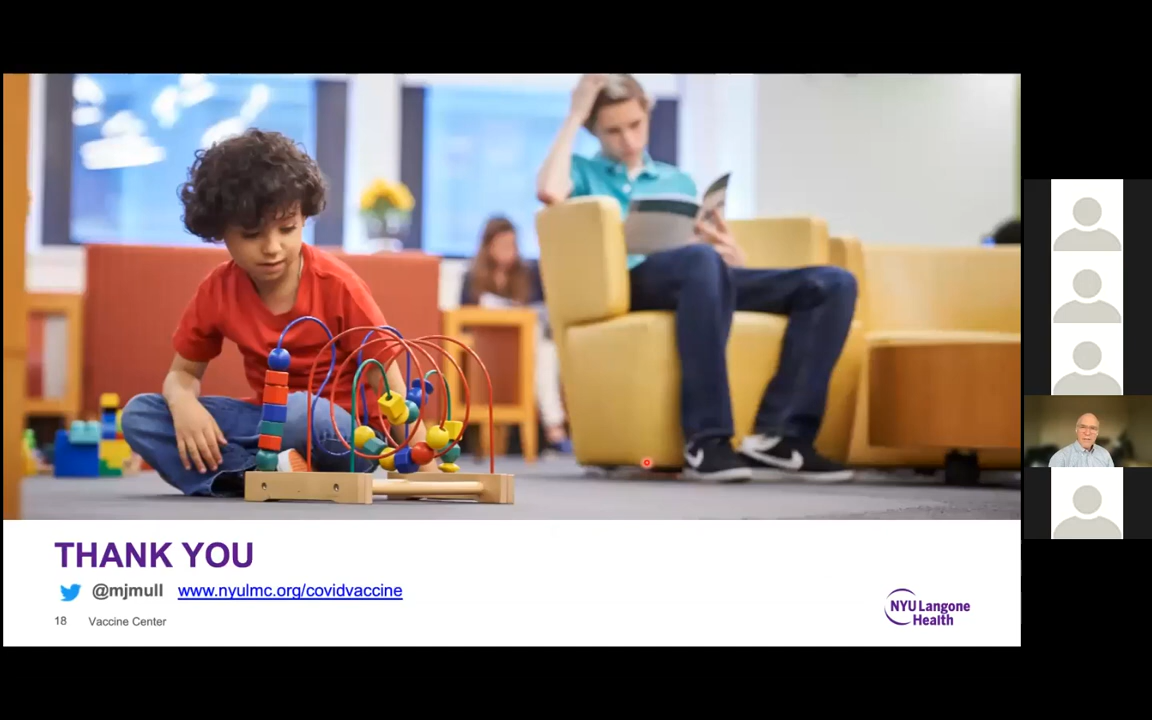 THANK YOU
@mjmull www.nyulmc.org/covidvaccine
18 Vaccine Center
NYU Langone
Health